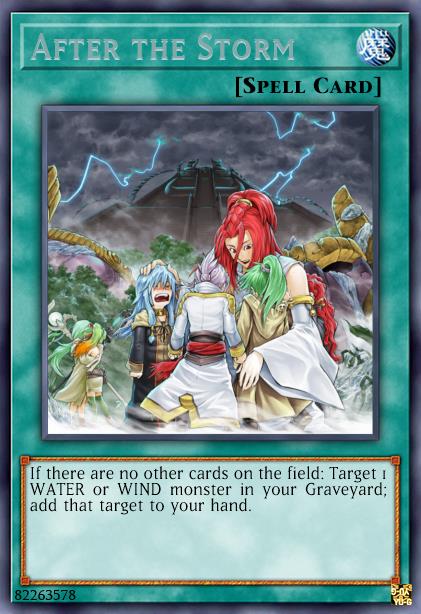 After the Storm
魔
[Spell Card]
If there are no other cards on the field: Target 1
WATER or WIND monster in your Graveyard;
add that target to your hand.
82263578